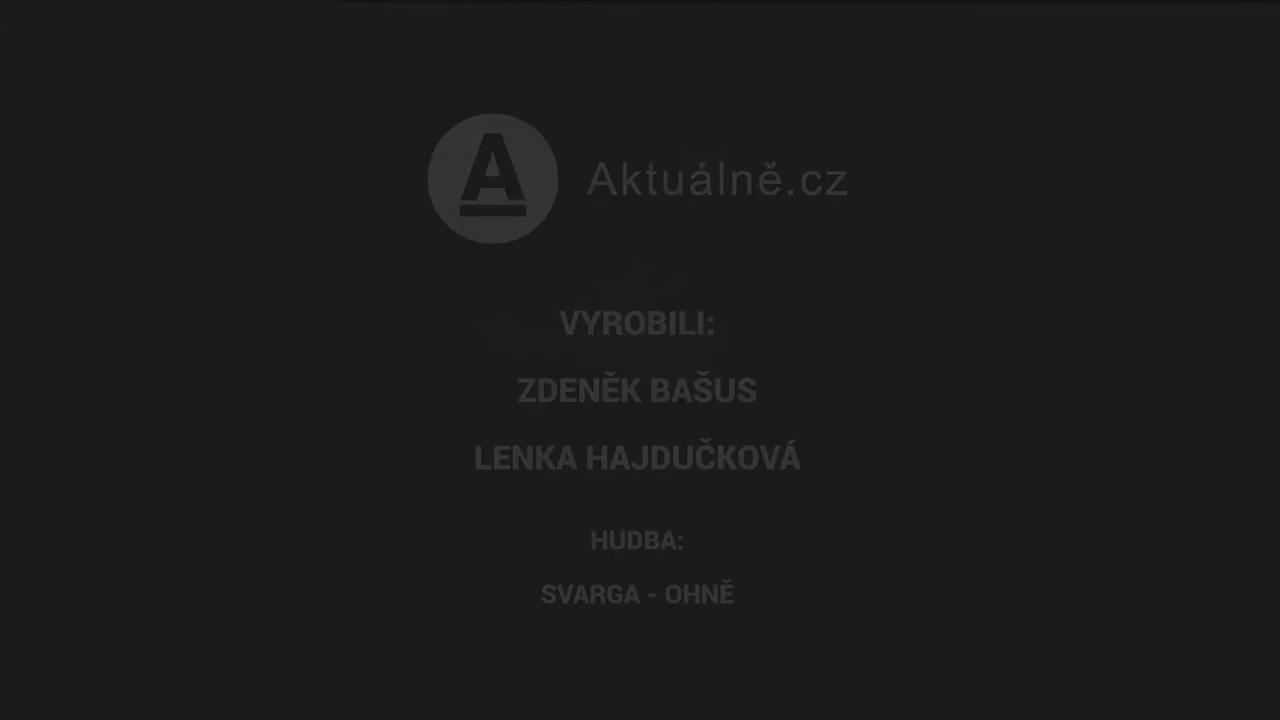 A Aktuálně.cz
VYROBILI:
ZDENĚK BAŠUS
LENKA HAJDUČKOVÁ
HUDBA:
SVARGA - OHNĚ